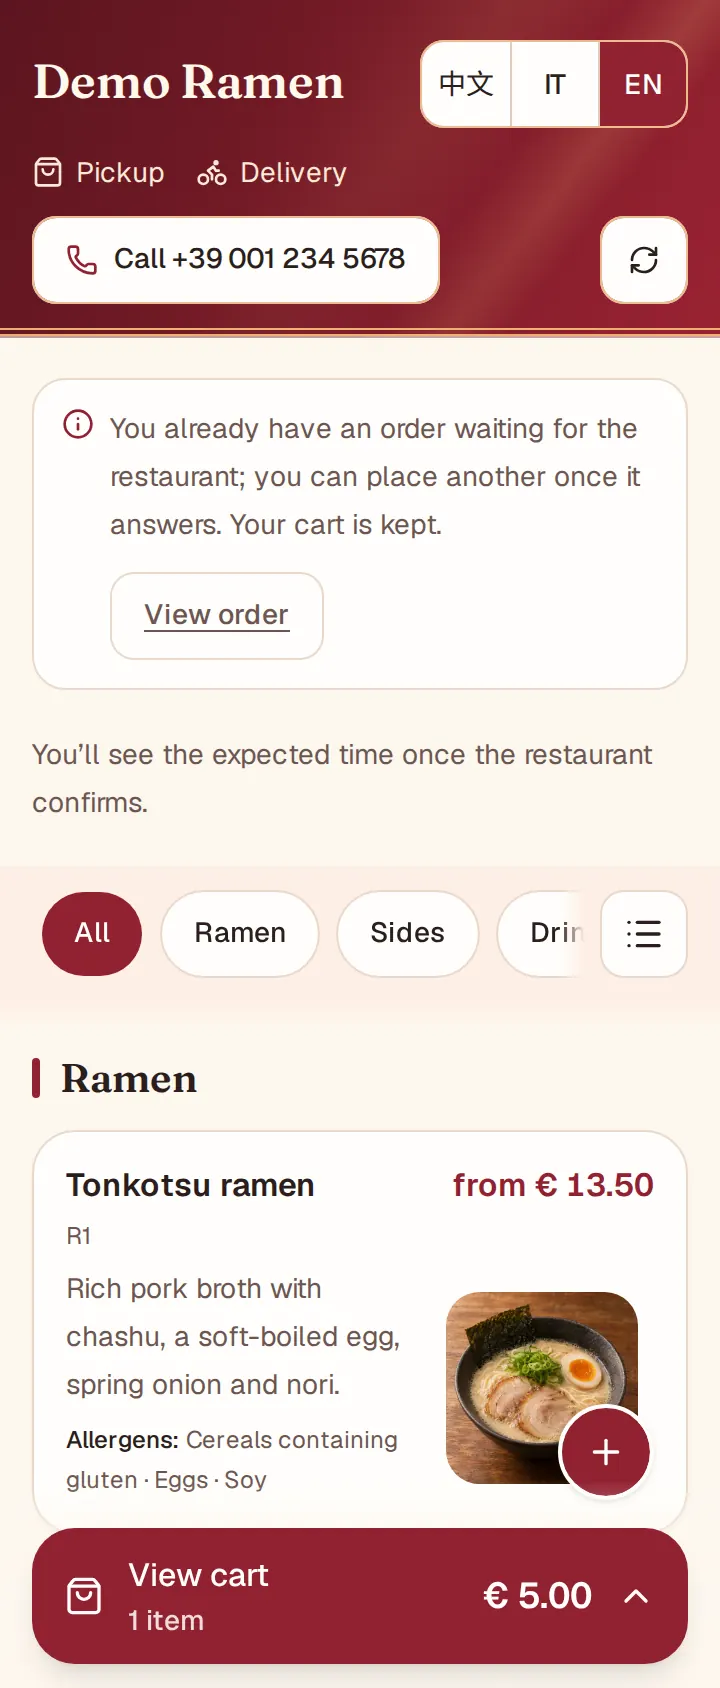 Demo Ramen
中文 IT EN
Pickup Delivery
Call +39 001 234 5678
You already have an order waiting for the
restaurant; you can place another once it
answers. Your cart is kept.
View order
You’ll see the expected time once the restaurant
confirms.
All Ramen Sides
Ramen
Tonkotsu ramen from € 13.50
R1
Rich pork broth with
chashu, a soft-boiled egg,
spring onion and nori.
Allergens: Cereals containing
gluten · Eggs · Soy
View cart
1 item
€ 5.00